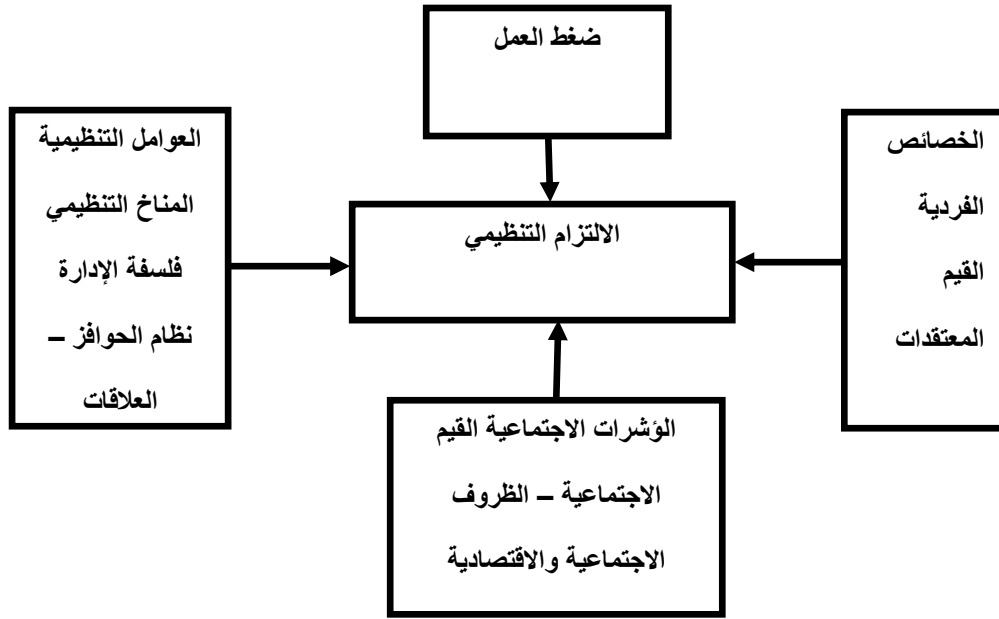 ضغط العمل
الخصائص
الفردية
القيم
المعتقدات
الالتزام التنظيمي
العوامل التنظيمية
المناخ التنظيمي
فلسفة الإدارة
نظام الحوافز –
العلاقات
الؤشرات الاجتماعية القيم
الاجتماعية – الظروف
الاجتماعية والاقتصادية